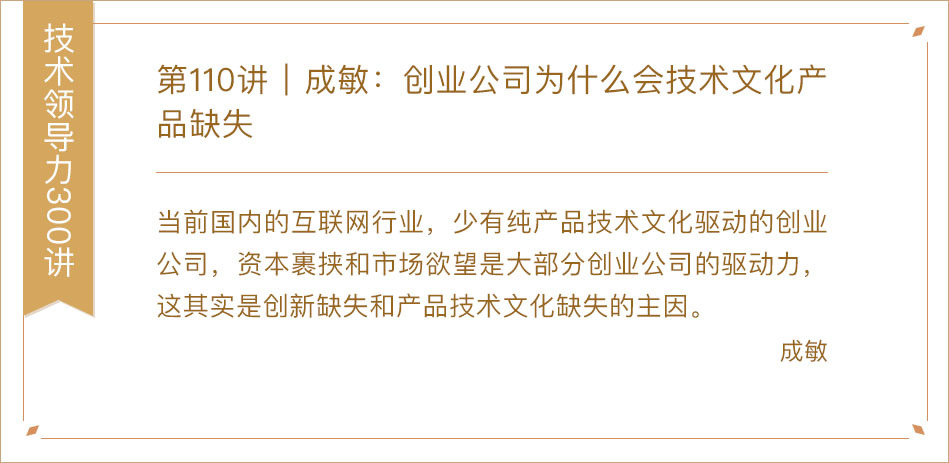 技术领导力300讲
第110讲｜成敏：创业公司为什么会技术文化产
品缺失
当前国内的互联网行业，少有纯产品技术文化驱动的创业
公司，资本裹挟和市场欲望是大部分创业公司的驱动力，
这其实是创新缺失和产品技术文化缺失的主因。
成敏